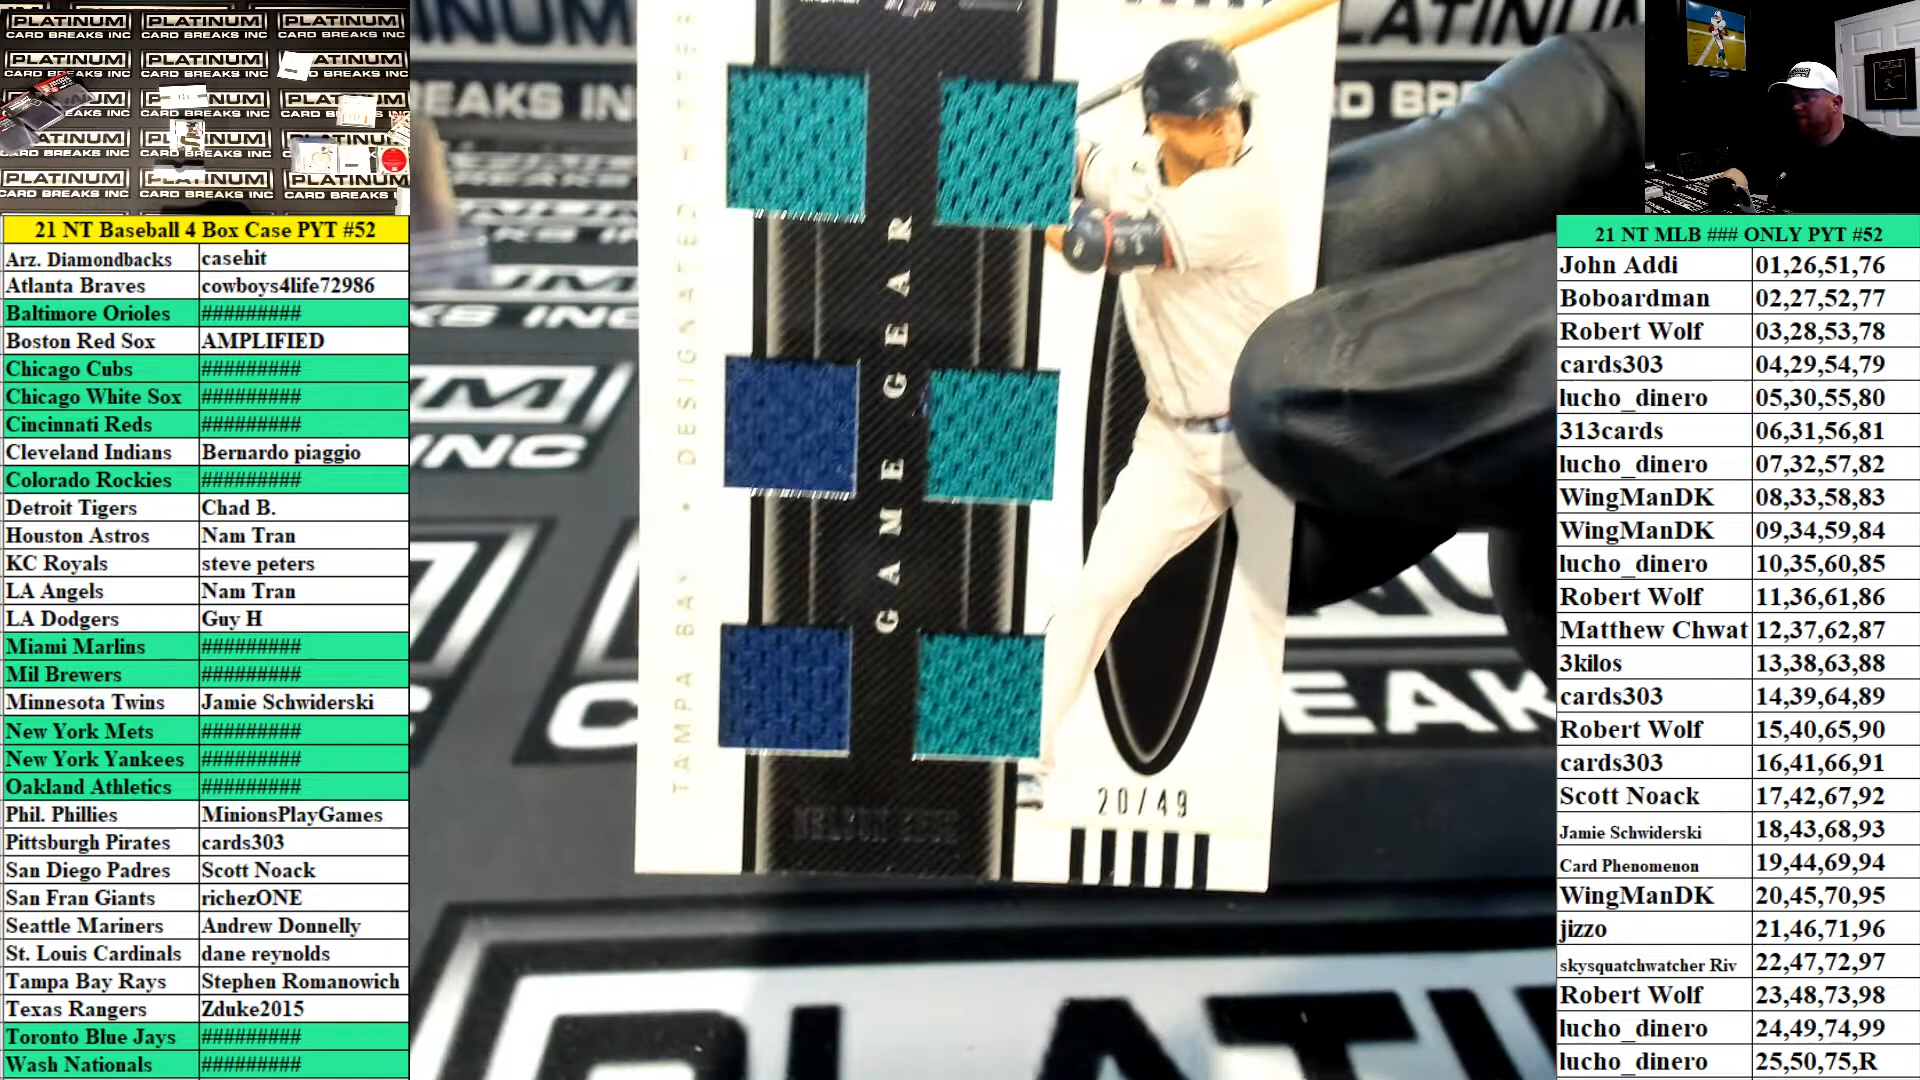 PLATINUM PLATINUM PLATINUM
CARD BREAKS INC CARD BREAKS INC CARD BREAKS INC
21 NT Baseball 4 Box Case PYT #52
Arz. Diamondbacks casehit
Atlanta Braves cowboys4life72986
Baltimore Orioles #########
Boston Red Sox AMPLIFIED
Chicago Cubs #########
Chicago White Sox #########
Cincinnati Reds #########
Cleveland Indians Bernardo piaggio
Colorado Rockies #########
Detroit Tigers Chad B.
Houston Astros Nam Tran
KC Royals steve peters
LA Angels Nam Tran
LA Dodgers Guy H
Miami Marlins #########
Mil Brewers #########
Minnesota Twins Jamie Schwiderski
New York Mets #########
New York Yankees #########
Oakland Athletics #########
Phil. Phillies MinionsPlayGames
Pittsburgh Pirates cards303
San Diego Padres Scott Noack
San Fran Giants richezONE
Seattle Mariners Andrew Donnelly
St. Louis Cardinals dane reynolds
Tampa Bay Rays Stephen Romanowich
Texas Rangers Zduke2015
Toronto Blue Jays #########
Wash Nationals #########
TAMPA BAY • DESIGNATED HITTER
GAME GEAR
20/49
21 NT MLB ### ONLY PYT #52
John Addi 01,26,51,76
Boboardman 02,27,52,77
Robert Wolf 03,28,53,78
cards303 04,29,54,79
lucho_dinero 05,30,55,80
313cards 06,31,56,81
lucho_dinero 07,32,57,82
WingManDK 08,33,58,83
WingManDK 09,34,59,84
lucho_dinero 10,35,60,85
Robert Wolf 11,36,61,86
Matthew Chwat 12,37,62,87
3kilos 13,38,63,88
cards303 14,39,64,89
Robert Wolf 15,40,65,90
cards303 16,41,66,91
Scott Noack 17,42,67,92
Jamie Schwiderski 18,43,68,93
Card Phenomenon 19,44,69,94
WingManDK 20,45,70,95
jizzo 21,46,71,96
skysquatchwatcher Riv 22,47,72,97
Robert Wolf 23,48,73,98
lucho_dinero 24,49,74,99
lucho_dinero 25,50,75,R